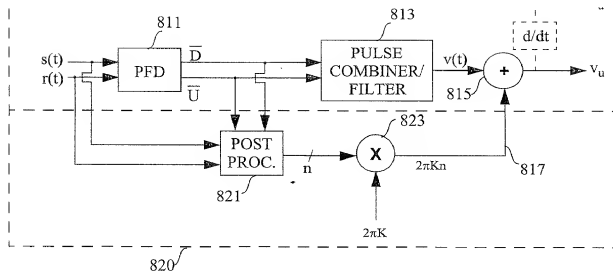 811
813
d/dt
s(t)
r(t)
PFD
D
U
PULSE
COMBINER/
FILTER
v(t)
+
815
v_u
POST
PROC.
821
n
823
X
2πKn
817
2πK
820